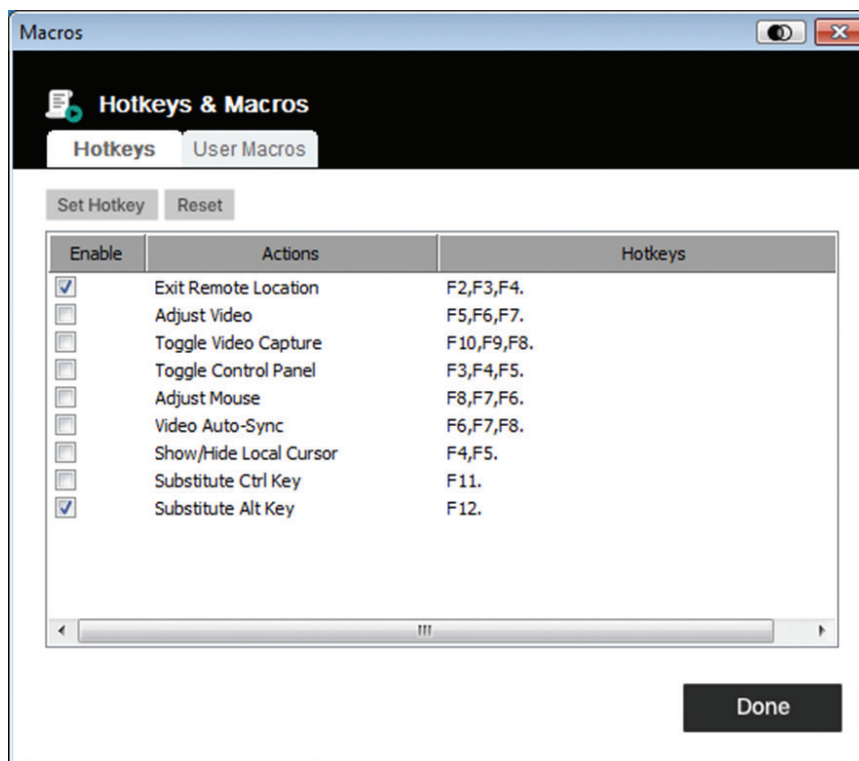 Macros
Hotkeys & Macros
Hotkeys User Macros
Set Hotkey Reset
Enable Actions Hotkeys
Exit Remote Location F2,F3,F4.
Adjust Video F5,F6,F7.
Toggle Video Capture F10,F9,F8.
Toggle Control Panel F3,F4,F5.
Adjust Mouse F8,F7,F6.
Video Auto-Sync F6,F7,F8.
Show/Hide Local Cursor F4,F5.
Substitute Ctrl Key F11.
Substitute Alt Key F12.
Done